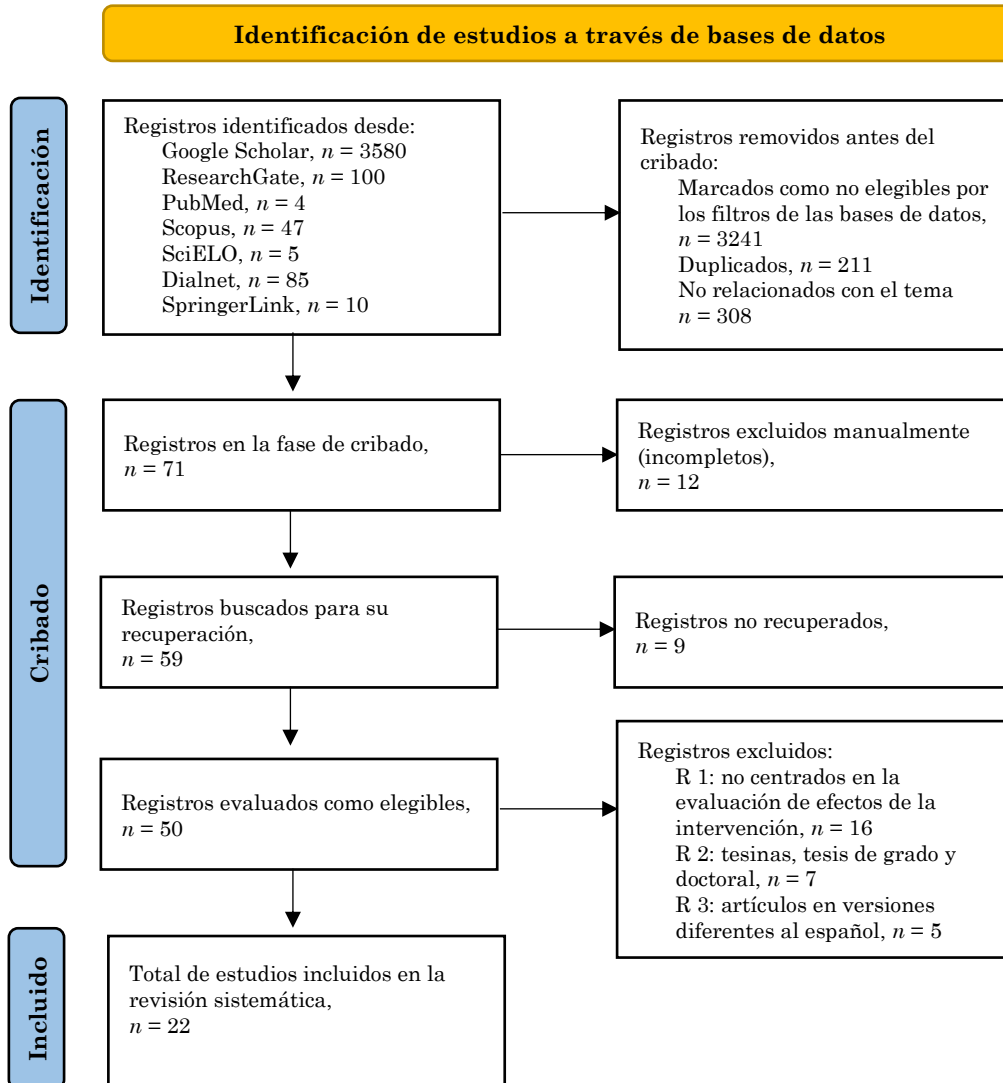 Identificación de estudios a través de bases de datos
Identificación
Registros identificados desde:
Google Scholar, n = 3580
ResearchGate, n = 100
PubMed, n = 4
Scopus, n = 47
SciELO, n = 5
Dialnet, n = 85
SpringerLink, n = 10
Registros removidos antes del
cribado:
Marcados como no elegibles por
los filtros de las bases de datos,
n = 3241
Duplicados, n = 211
No relacionados con el tema
n = 308
Cribado
Registros en la fase de cribado,
n = 71
Registros excluidos manualmente
(incompletos),
n = 12
Registros buscados para su
recuperación,
n = 59
Registros no recuperados,
n = 9
Registros evaluados como elegibles,
n = 50
Registros excluidos:
R 1: no centrados en la
evaluación de efectos de la
intervención, n = 16
R 2: tesinas, tesis de grado y
doctoral, n = 7
R 3: artículos en versiones
diferentes al español, n = 5
Incluido
Total de estudios incluidos en la
revisión sistemática,
n = 22